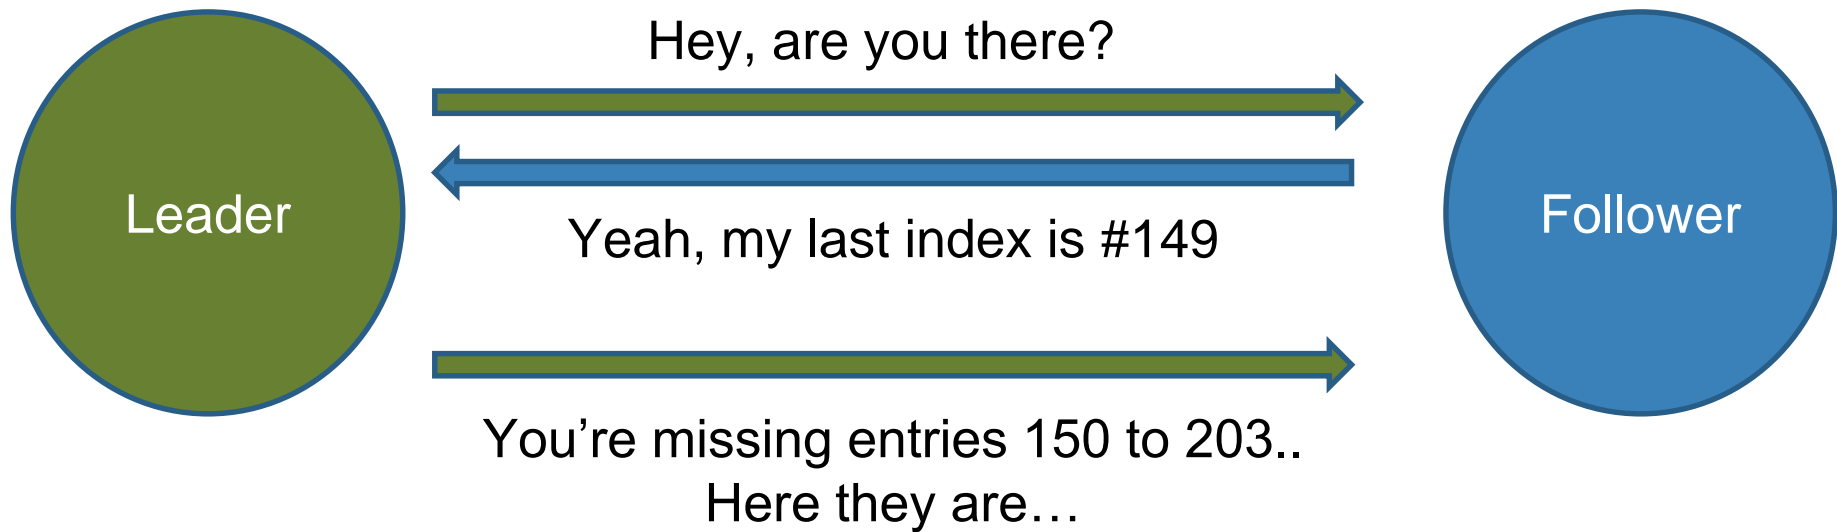 Hey, are you there?
Leader
Follower
Yeah, my last index is #149
You’re missing entries 150 to 203..
Here they are…